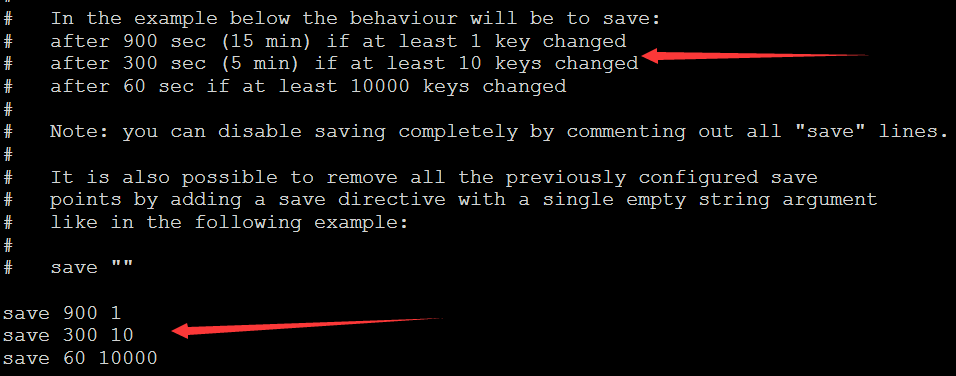 #
#   In the example below the behaviour will be to save:
#   after 900 sec (15 min) if at least 1 key changed
#   after 300 sec (5 min) if at least 10 keys changed
#   after 60 sec if at least 10000 keys changed
#
#   Note: you can disable saving completely by commenting out all "save" lines.
#
#   It is also possible to remove all the previously configured save
#   points by adding a save directive with a single empty string argument
#   like in the following example:
#
#   save ""
save 900 1
save 300 10
save 60 10000